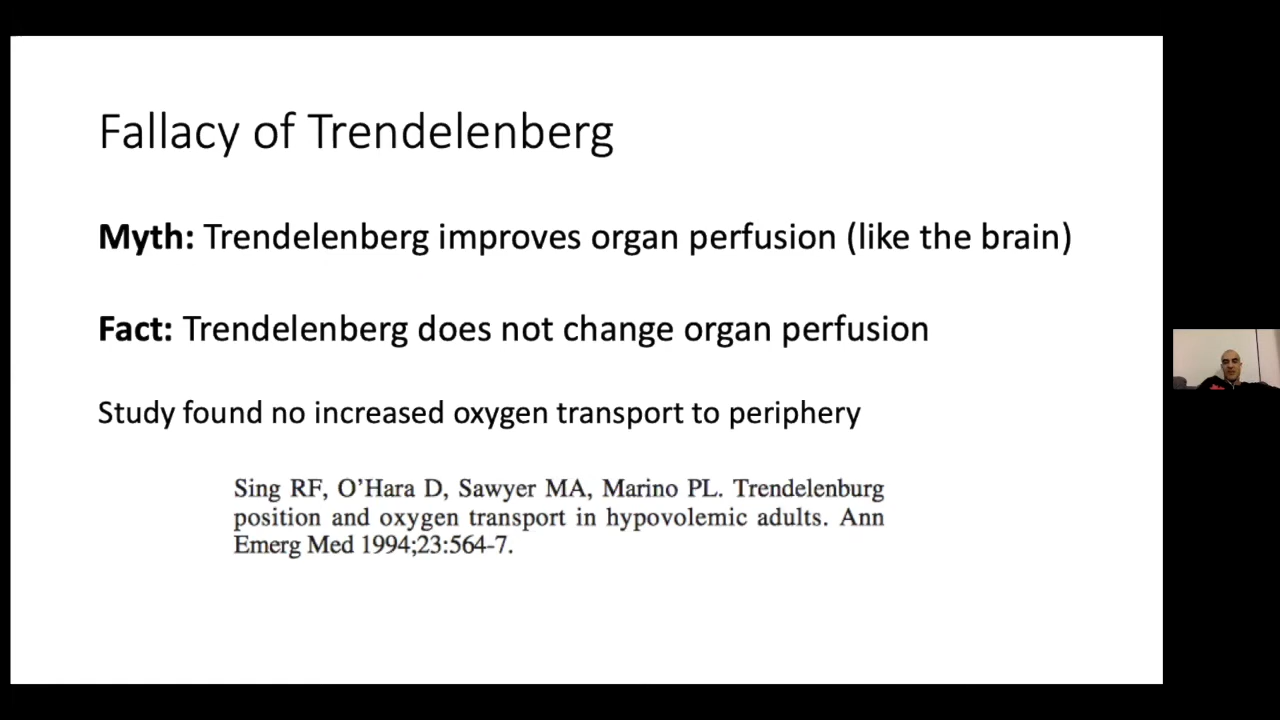 Fallacy of Trendelenberg
Myth: Trendelenberg improves organ perfusion (like the brain)
Fact: Trendelenberg does not change organ perfusion
Study found no increased oxygen transport to periphery
Sing RF, O'Hara D, Sawyer MA, Marino PL. Trendelenburg
position and oxygen transport in hypovolemic adults. Ann
Emerg Med 1994;23:564-7.